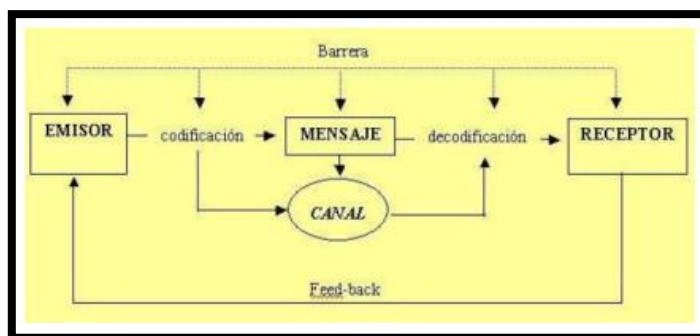 Barrera
EMISOR codificación MENSAJE decodificación RECEPTOR
CANAL
Feed-back